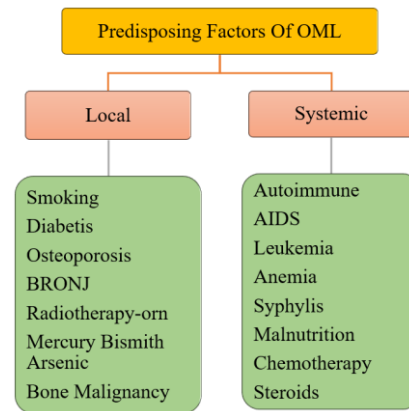 Predisposing Factors Of OML
Local
Systemic
Smoking
Diabetis
Osteoporosis
BRONJ
Radiotherapy-orn
Mercury Bismith
Arsenic
Bone Malignancy
Autoimmune
AIDS
Leukemia
Anemia
Syphylis
Malnutrition
Chemotherapy
Steroids